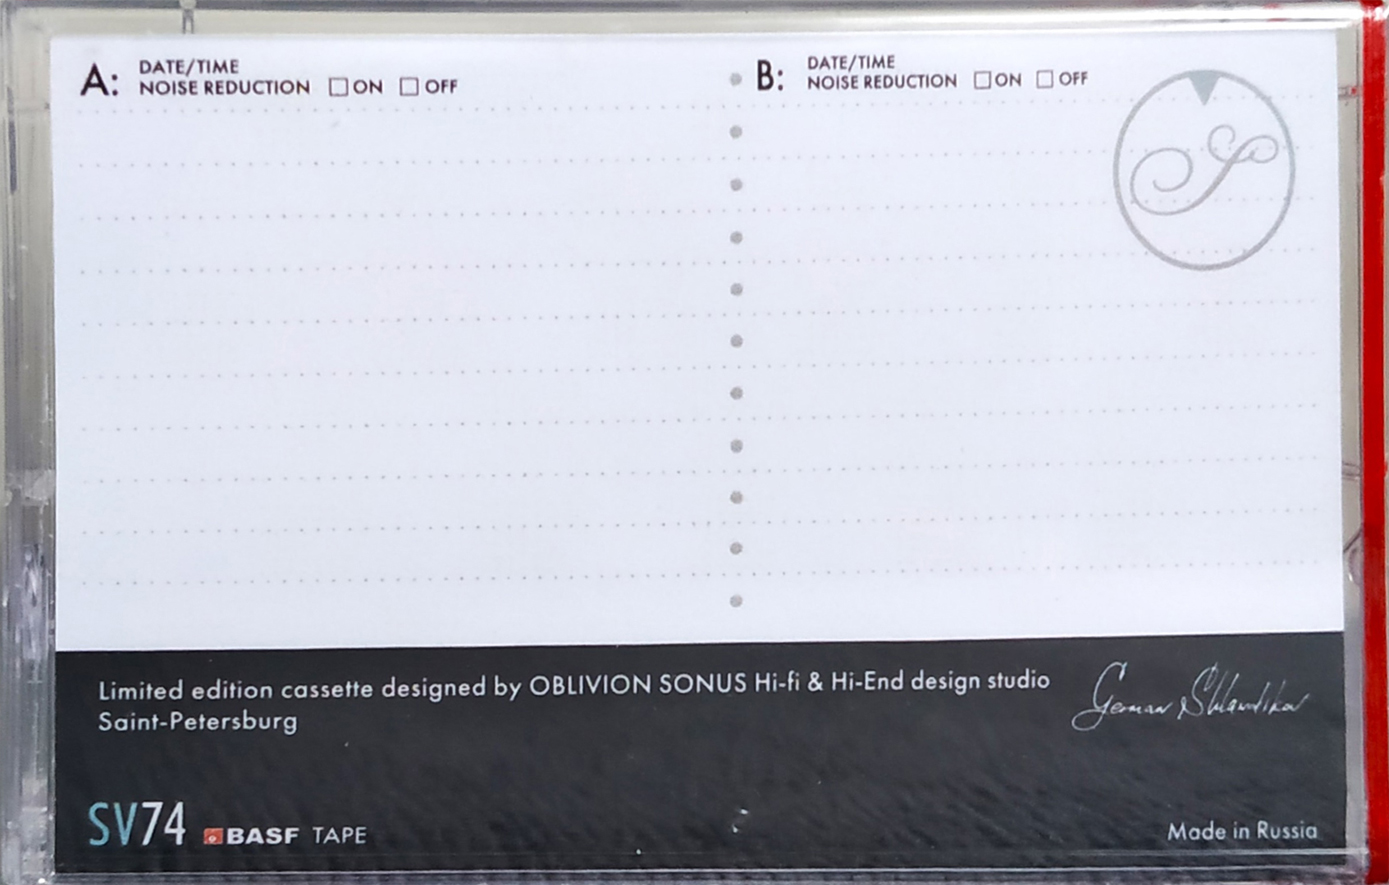 A: DATE/TIME
NOISE REDUCTION ☐ ON ☐ OFF
B: DATE/TIME
NOISE REDUCTION ☐ ON ☐ OFF
Limited edition cassette designed by OBLIVION SONUS Hi-fi & Hi-End design studio
Saint-Petersburg
SV74 BASF TAPE
Made in Russia